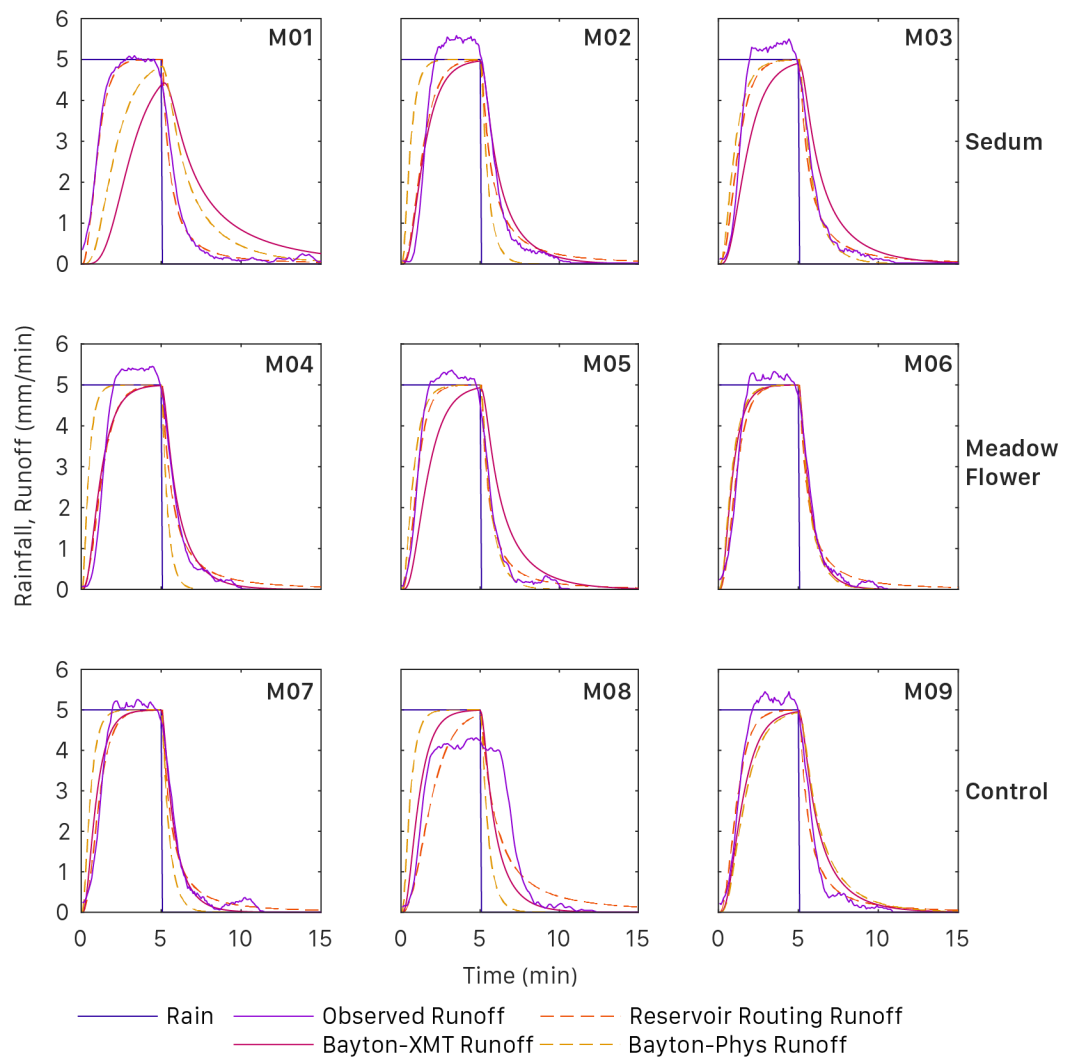 6 M01 M02 M03
5
4
3 Sedum
2
1
0
6 M04 M05 M06
5
4
3 Meadow
Flower
2
1
0
Rainfall, Runoff (mm/min)
6 M07 M08 M09
5
4
3 Control
2
1
0
0 5 10 15 0 5 10 15 0 5 10 15
Time (min)
Rain Observed Runoff Reservoir Routing Runoff
Bayton-XMT Runoff Bayton-Phys Runoff